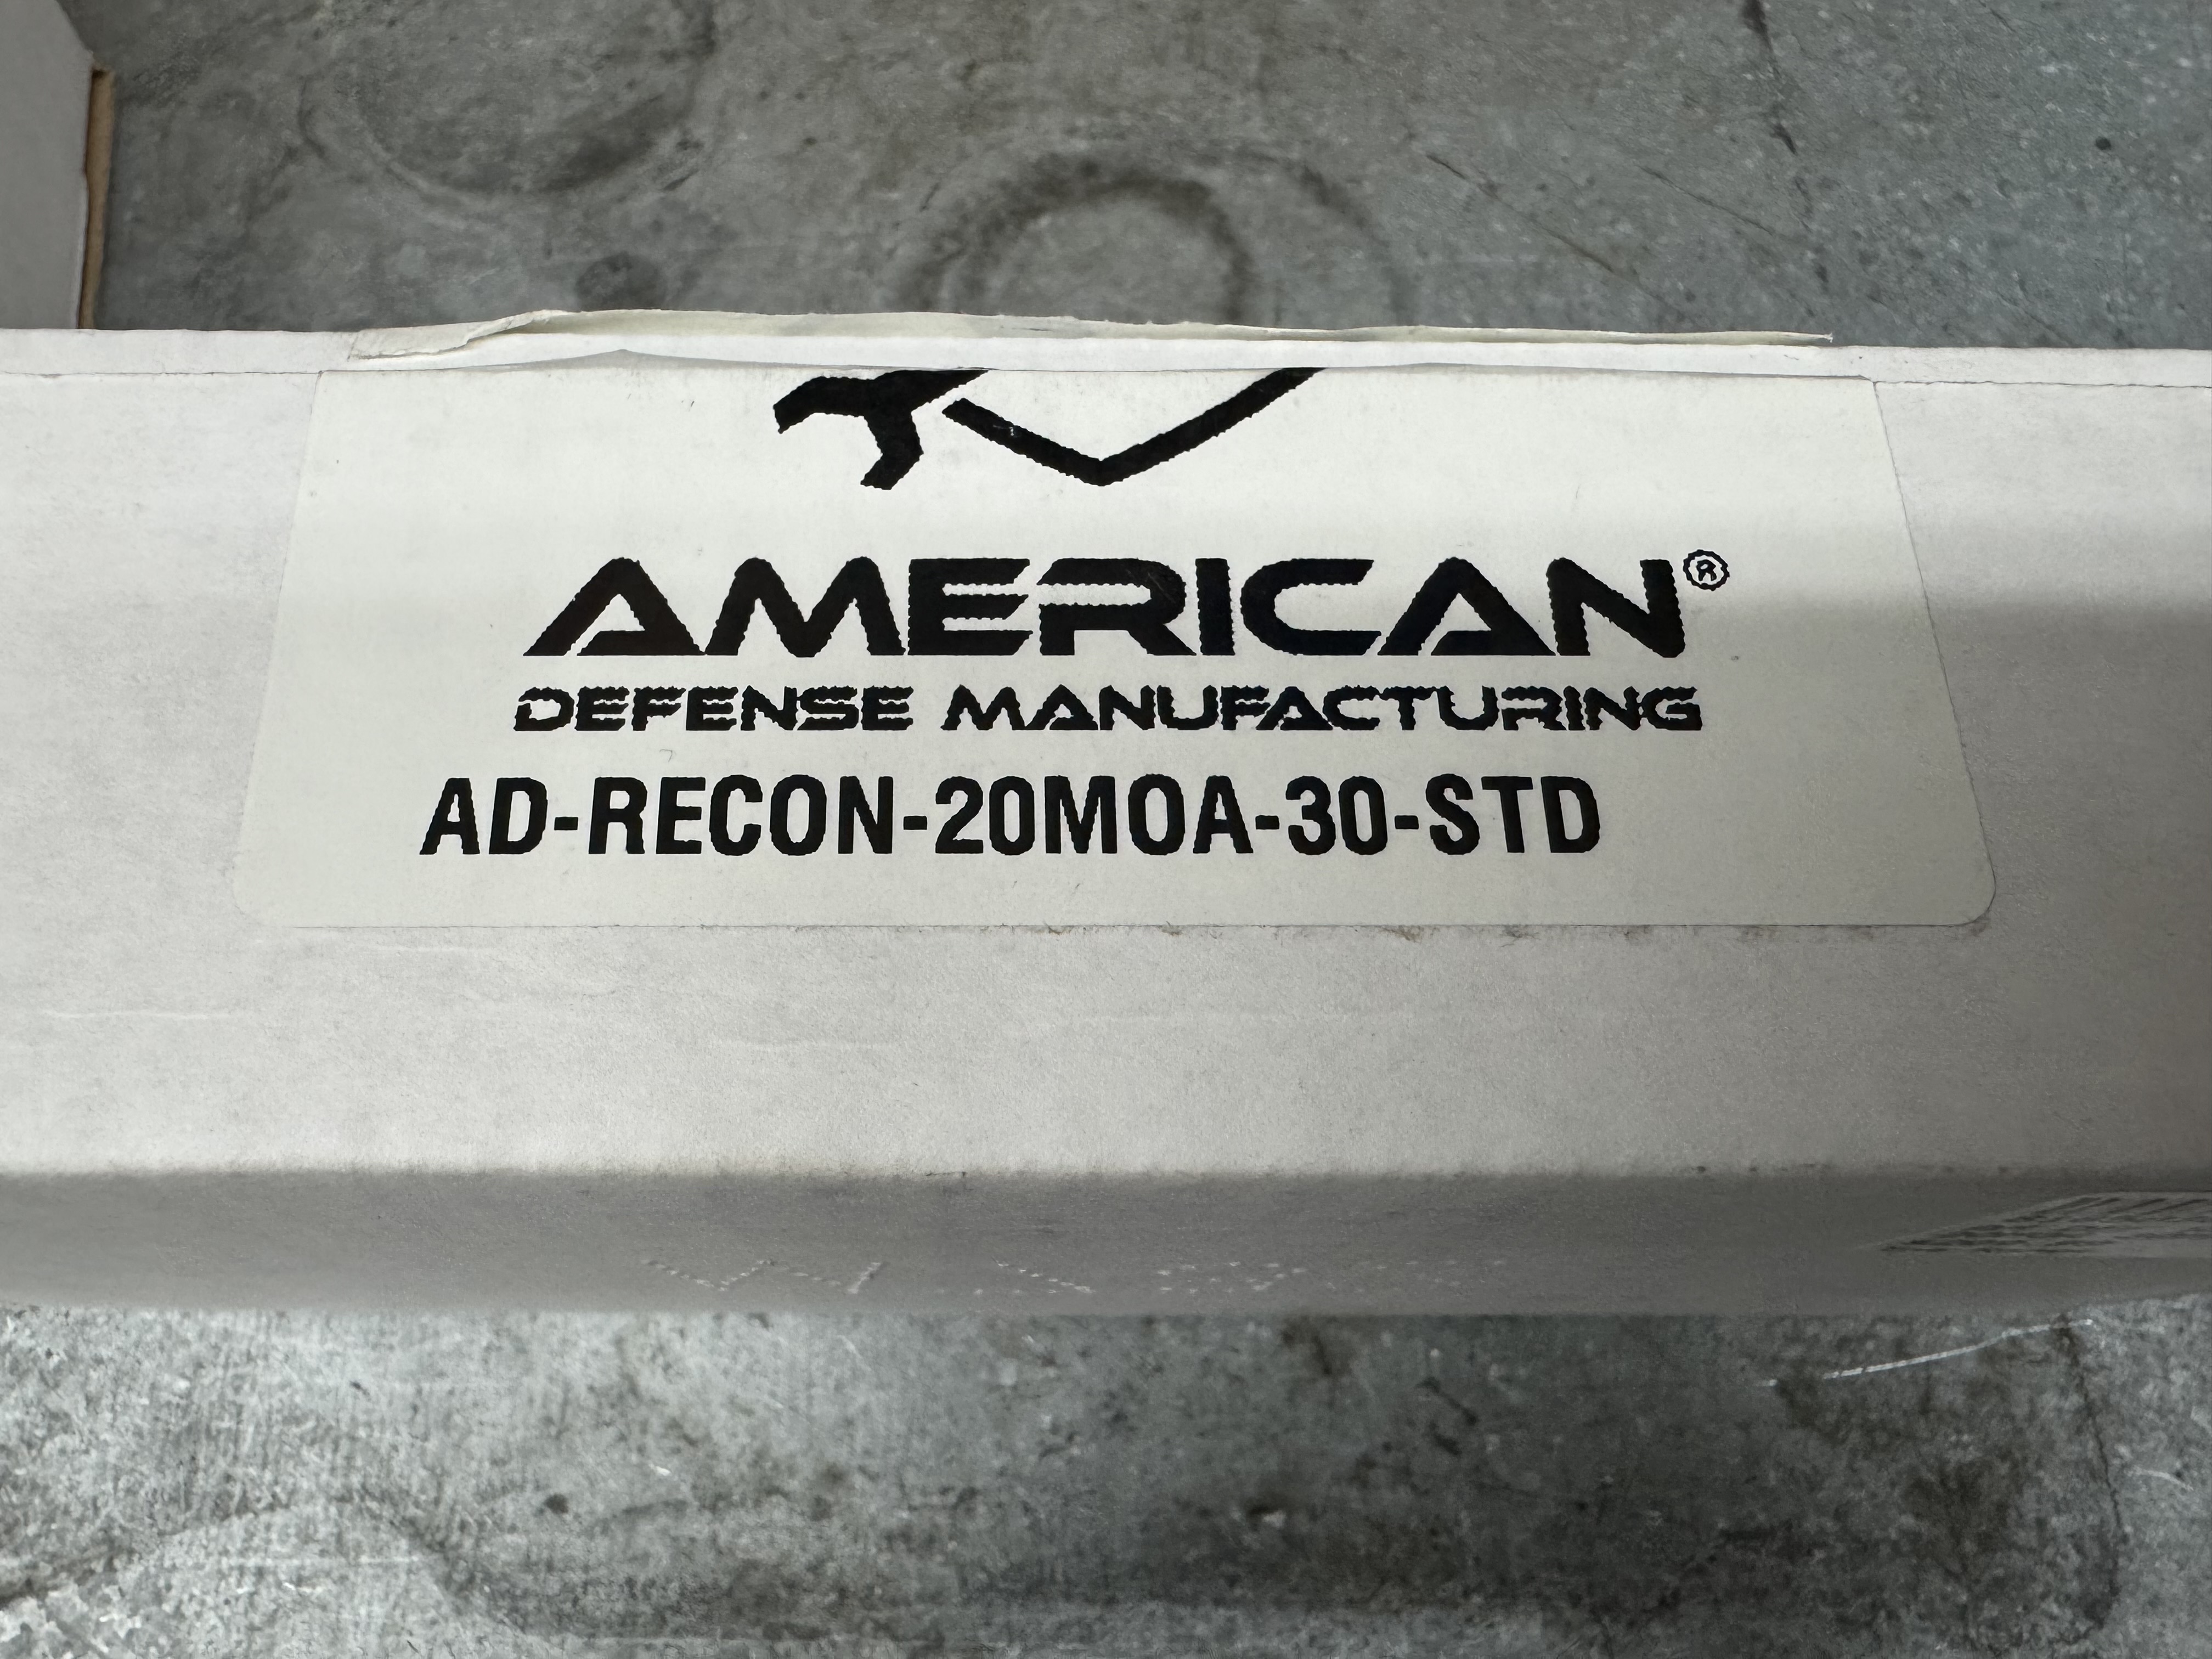 AMERICAN®
DEFENSE MANUFACTURING
AD-RECON-20MOA-30-STD